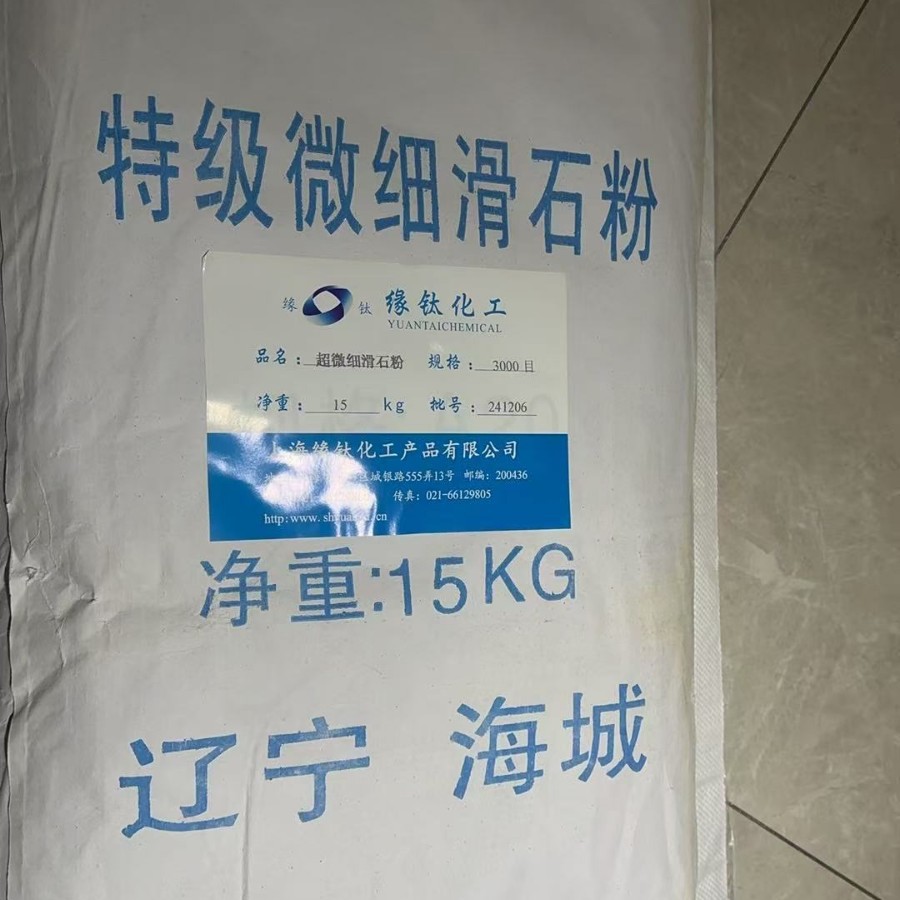 特级微细滑石粉
缘 钛 缘钛化工
YUANTAICHEMICAL
品名：超微细滑石粉 规格：3000目
净重：15 kg 批号：241206
上海缘钛化工产品有限公司
城银路555弄13号 邮编：200436
传真：021-66129805
http:www.
净重:15KG
辽宁 海城